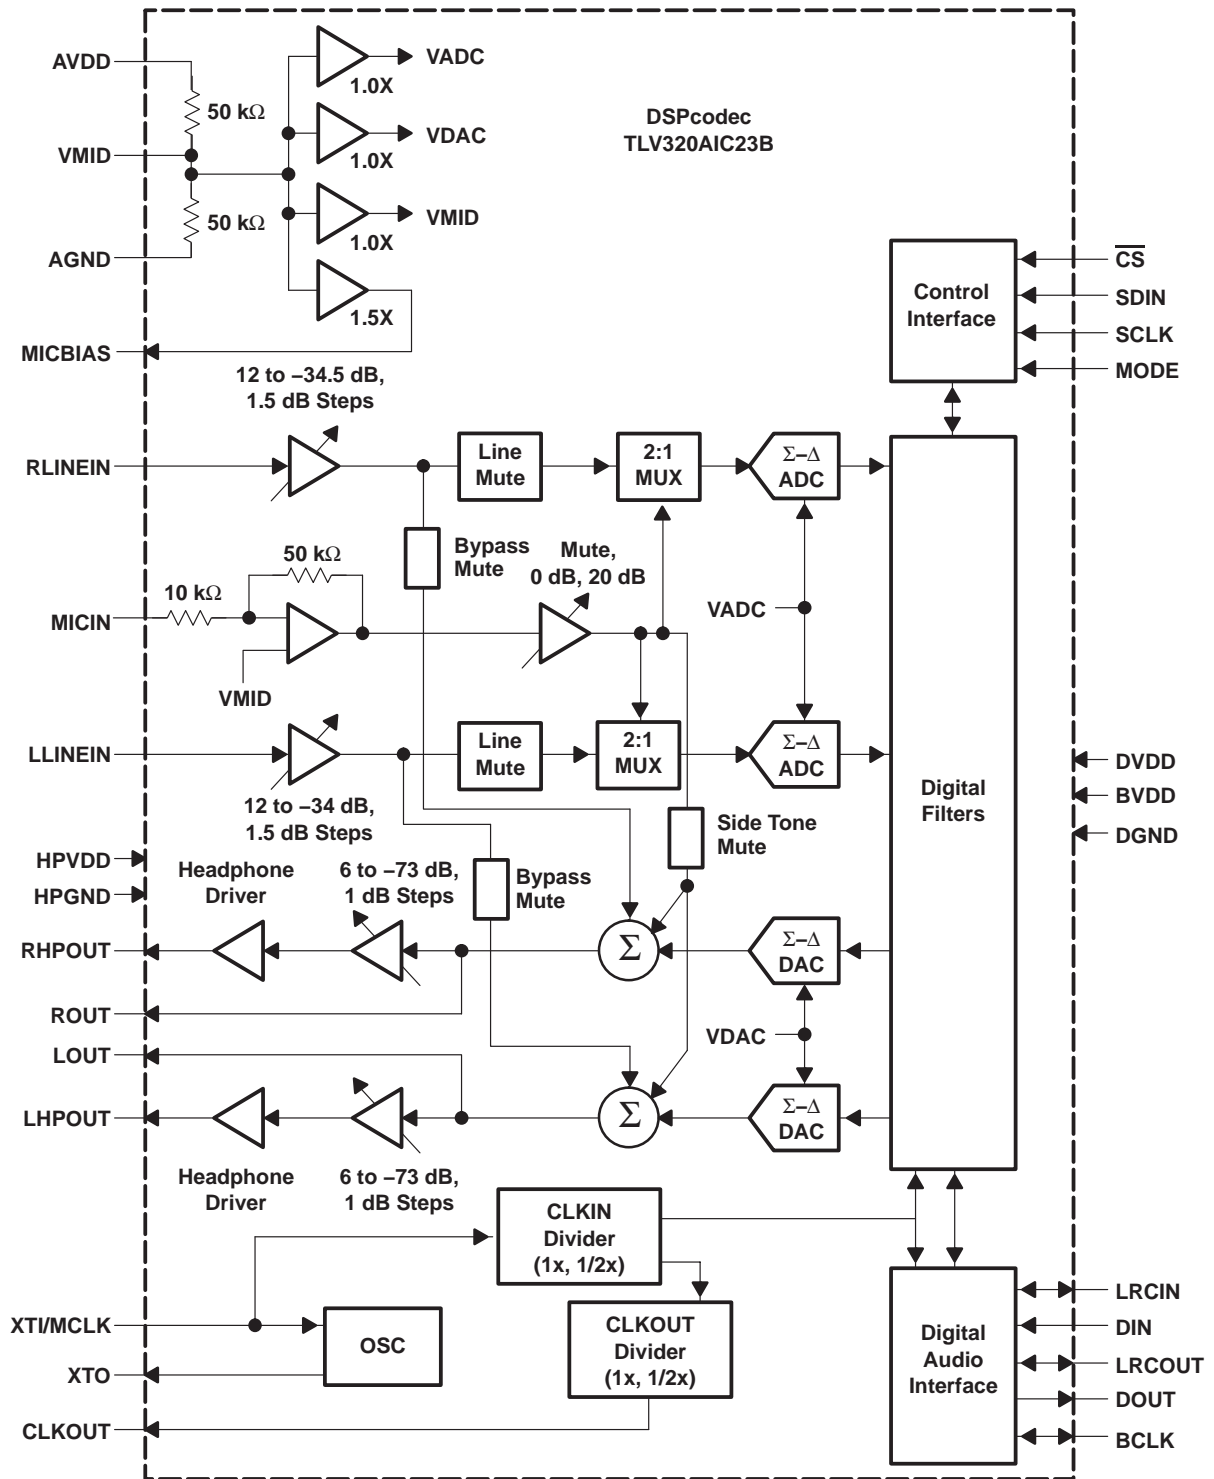 DSPcodec
TLV320AIC23B
AVDD
50 kΩ
VMID
50 kΩ
AGND
1.0X
VADC
1.0X
VDAC
1.0X
VMID
1.5X
MICBIAS
Control
Interface
CS
SDIN
SCLK
MODE
12 to –34.5 dB,
1.5 dB Steps
RLINEIN
Line
Mute
2:1
MUX
Σ–Δ
ADC
Bypass
Mute
Mute,
0 dB, 20 dB
50 kΩ
10 kΩ
MICIN
VMID
VADC
LLINEIN
Line
Mute
2:1
MUX
Σ–Δ
ADC
12 to –34 dB,
1.5 dB Steps
Digital
Filters
DVDD
BVDD
DGND
Side Tone
Mute
Bypass
Mute
HPVDD
HPGND
Headphone
Driver
6 to –73 dB,
1 dB Steps
RHPOUT
Σ
Σ–Δ
DAC
ROUT
LOUT
VDAC
LHPOUT
Σ
Σ–Δ
DAC
Headphone
Driver
6 to –73 dB,
1 dB Steps
CLKIN
Divider
(1x, 1/2x)
XTI/MCLK
OSC
XTO
CLKOUT
Divider
(1x, 1/2x)
CLKOUT
Digital
Audio
Interface
LRCIN
DIN
LRCOUT
DOUT
BCLK